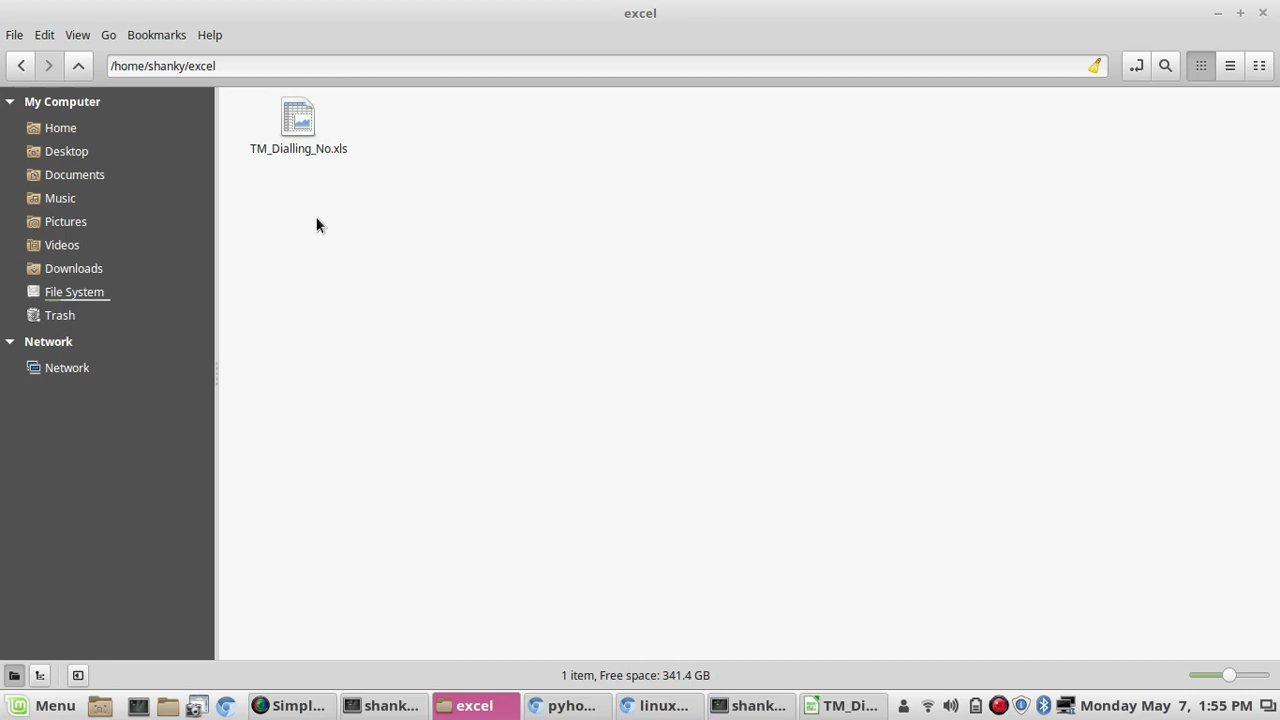 excel
File Edit View Go Bookmarks Help
/home/shanky/excel
My Computer
Home
Desktop
Documents
Music
Pictures
Videos
Downloads
File System
Trash
Network
Network
TM_Dialling_No.xls
1 item, Free space: 341.4 GB
Menu Simpl... shank... excel pyho... linux... shank... TM_Di... Monday May 7, 1:55 PM